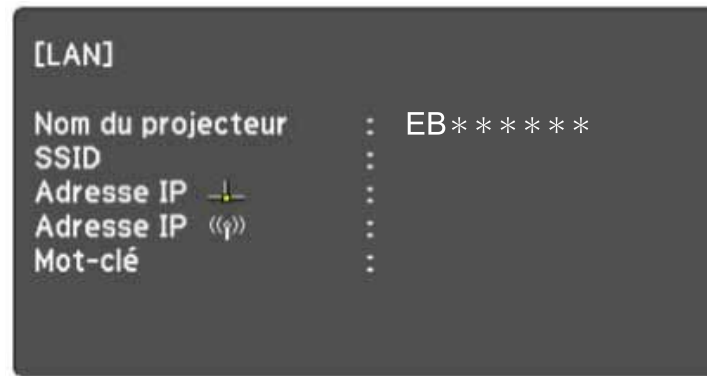 [LAN]
Nom du projecteur : EB******
SSID :
Adresse IP :
Adresse IP :
Mot-clé :